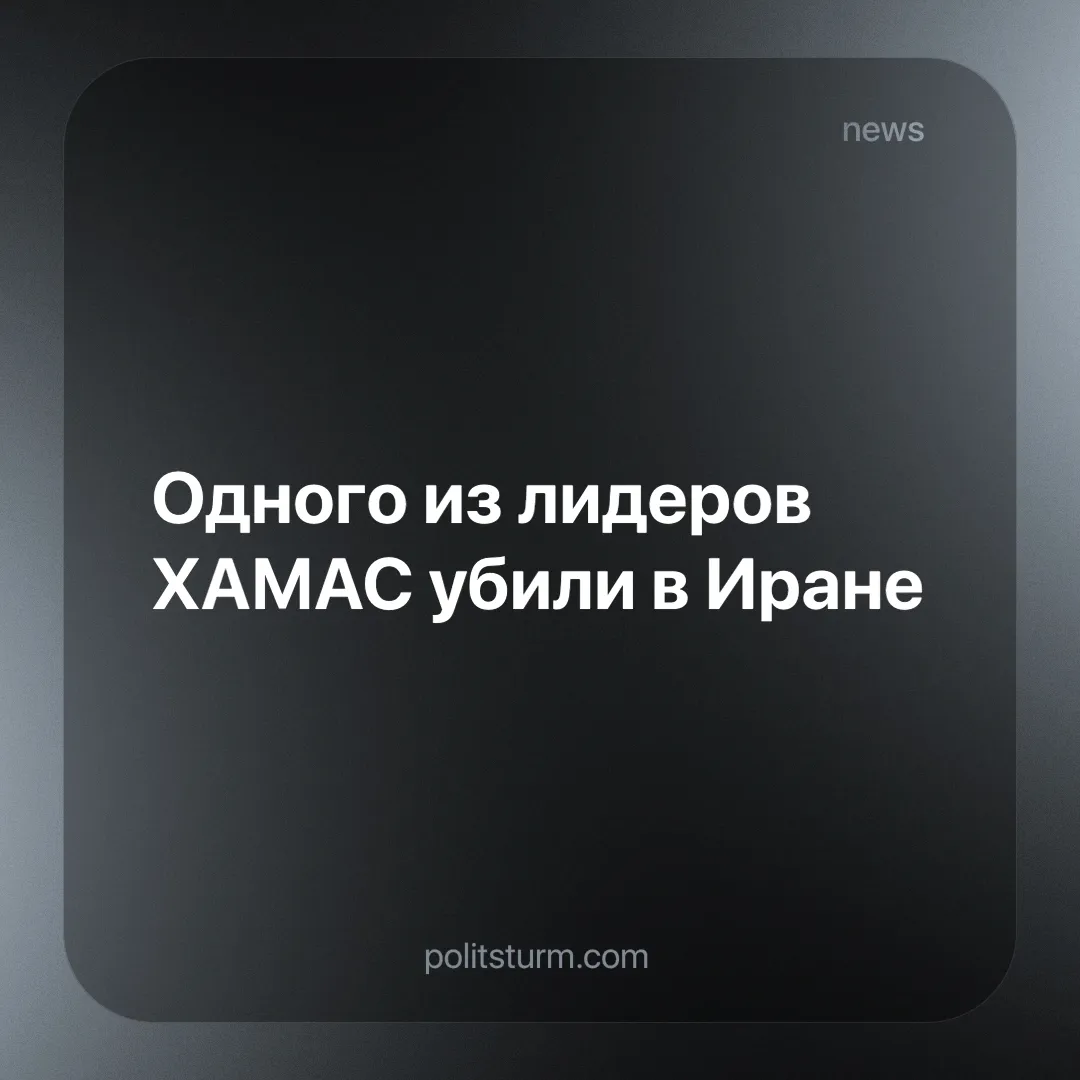 news
Одного из лидеров
ХАМАС убили в Иране
politsturm.com